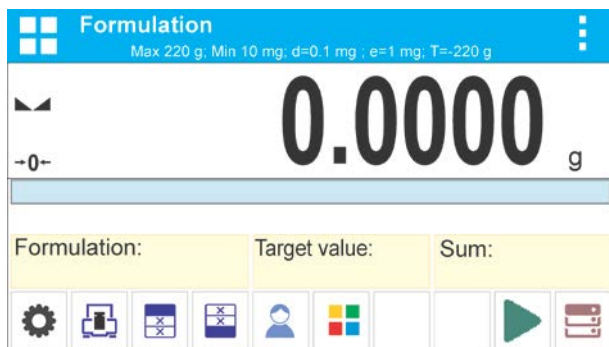 Formulation
Max 220 g; Min 10 mg; d=0.1 mg ; e=1 mg; T=-220 g
0.0000 g
→0←
Formulation: Target value: Sum: